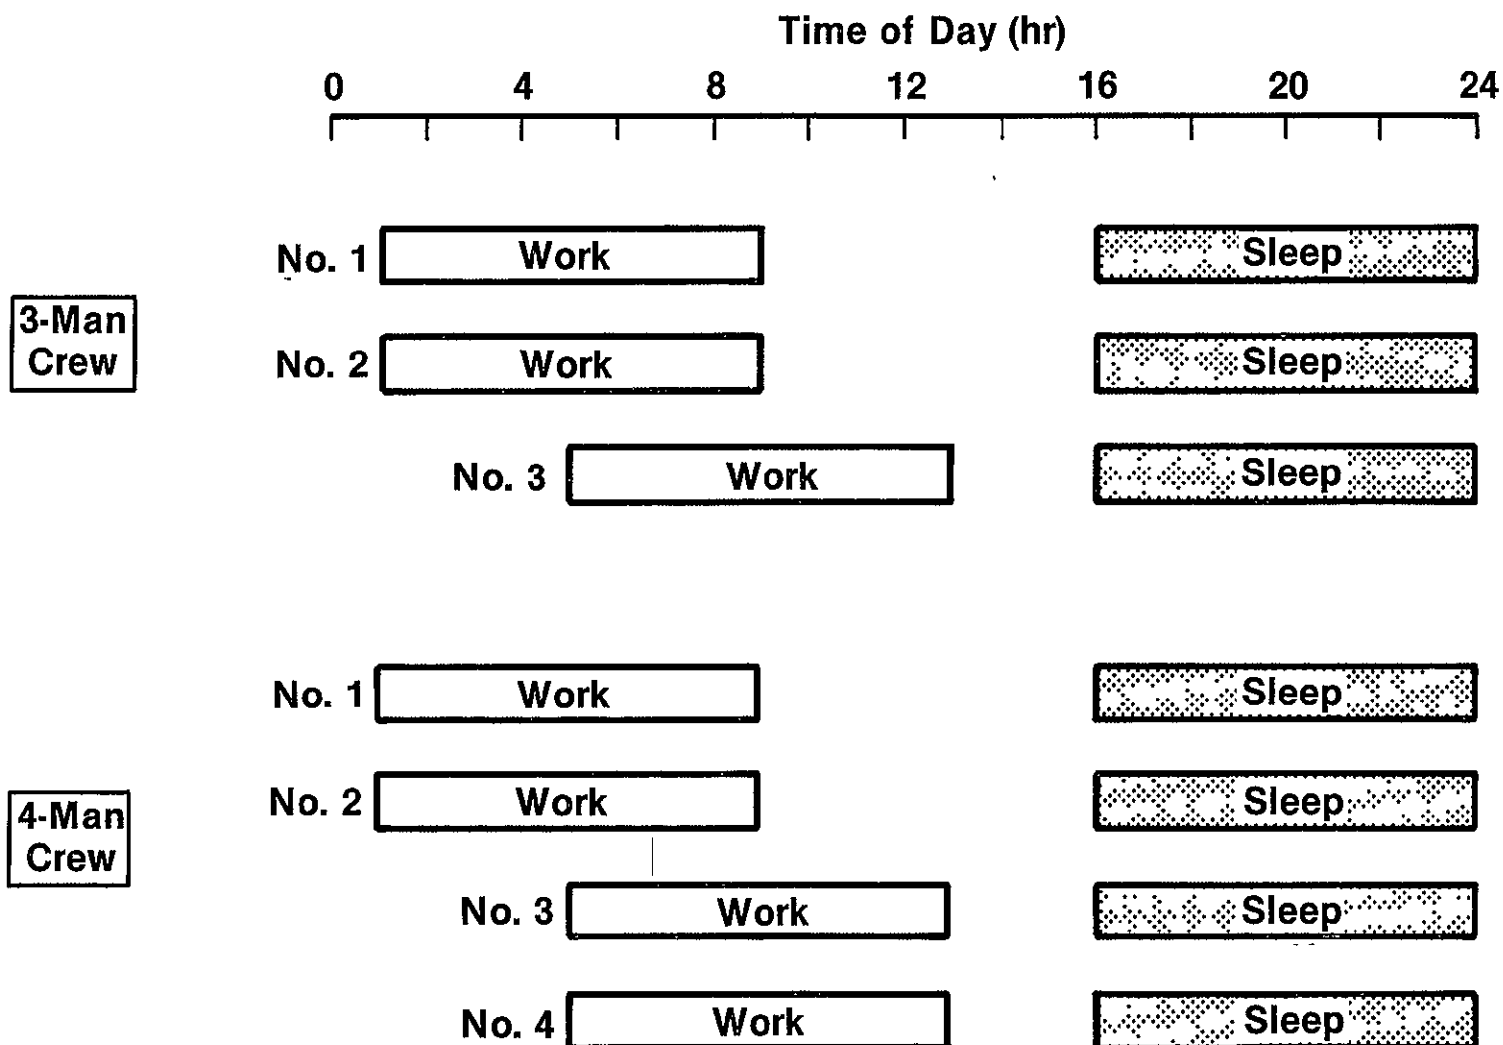 Time of Day (hr)
0 4 8 12 16 20 24
No. 1 Work Sleep
3-Man
Crew
No. 2 Work Sleep
No. 3 Work Sleep
No. 1 Work Sleep
No. 2 Work Sleep
4-Man
Crew
No. 3 Work Sleep
No. 4 Work Sleep